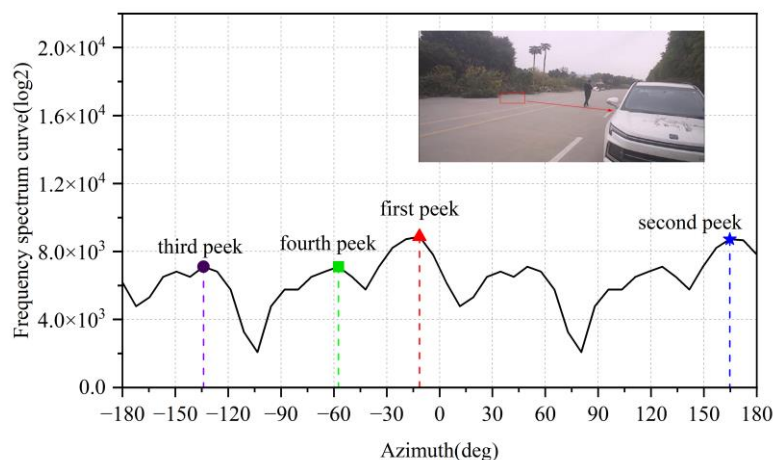 Frequency spectrum curve(log2)
2.0×10⁴
1.6×10⁴
1.2×10⁴
8.0×10³
4.0×10³
0.0
first peek
second peek
third peek
fourth peek
−180 −150 −120 −90 −60 −30 0 30 60 90 120 150 180
Azimuth(deg)